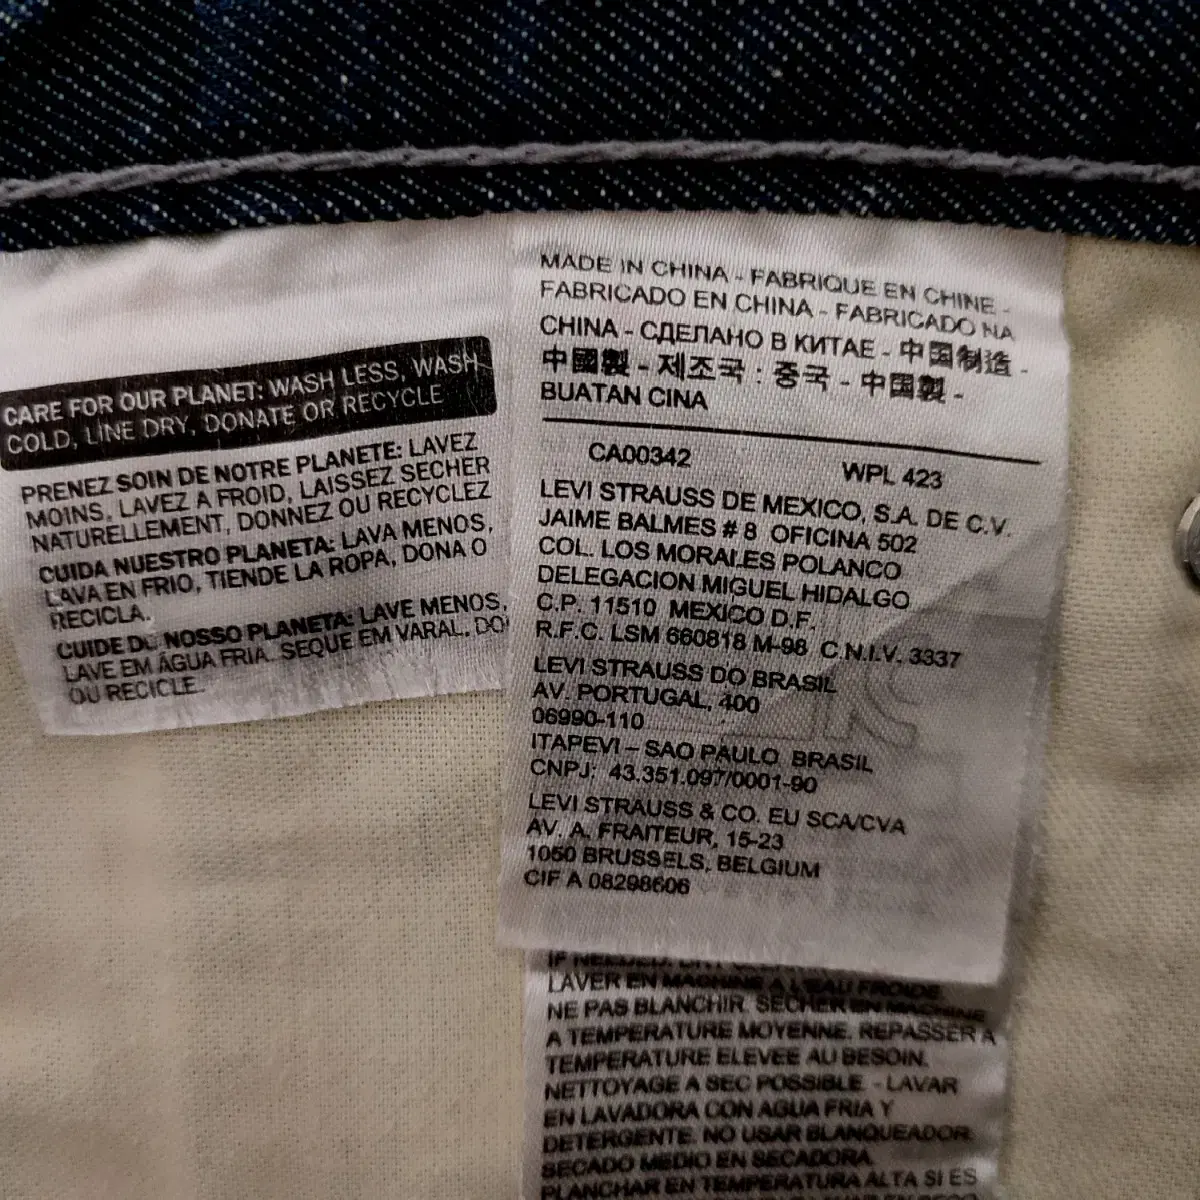 CARE FOR OUR PLANET: WASH LESS, WASH
COLD, LINE DRY, DONATE OR RECYCLE
PRENEZ SOIN DE NOTRE PLANETE: LAVEZ
MOINS, LAVEZ A FROID, LAISSEZ SECHER
NATURELLEMENT, DONNEZ OU RECYCLEZ
CUIDA NUESTRO PLANETA: LAVA MENOS,
LAVA EN FRIO, TIENDE LA ROPA, DONA O
RECICLA.
CUIDE NOSSO PLANETA: LAVE MENOS,
LAVE EM ÁGUA FRIA. SEQUE EM VARAL.
OU RECICLE.
MADE IN CHINA - FABRIQUE EN CHINE -
FABRICADO EN CHINA - FABRICADO NA
CHINA - СДЕЛАНО В КИТАЕ - 中国制造 -
中國製 - 제조국 : 중국 - 中国製 -
BUATAN CINA
CA00342 WPL 423
LEVI STRAUSS DE MEXICO, S.A. DE C.V.
JAIME BALMES # 8 OFICINA 502
COL. LOS MORALES POLANCO
DELEGACION MIGUEL HIDALGO
C.P. 11510 MEXICO D.F.
R.F.C. LSM 660818 M-98 C.N.I.V. 3337
LEVI STRAUSS DO BRASIL
AV. PORTUGAL, 400
06990-110
ITAPEVI – SAO PAULO BRASIL
CNPJ: 43.351.097/0001-90
LEVI STRAUSS & CO. EU SCA/CVA
AV. A. FRAITEUR, 15-23
1050 BRUSSELS, BELGIUM
CIF A 08298606
IF NEEDED.
LAVER EN MACHINE A L'EAU FROIDE.
NE PAS BLANCHIR. SECHER EN MACHINE
A TEMPERATURE MOYENNE. REPASSER A
TEMPERATURE ELEVEE AU BESOIN.
NETTOYAGE A SEC POSSIBLE. - LAVAR
EN LAVADORA CON AGUA FRIA Y
DETERGENTE. NO USAR BLANQUEADOR.
SECADO MEDIO EN SECADORA.
PLANCHAR EN TEMPERATURA ALTA SI ES